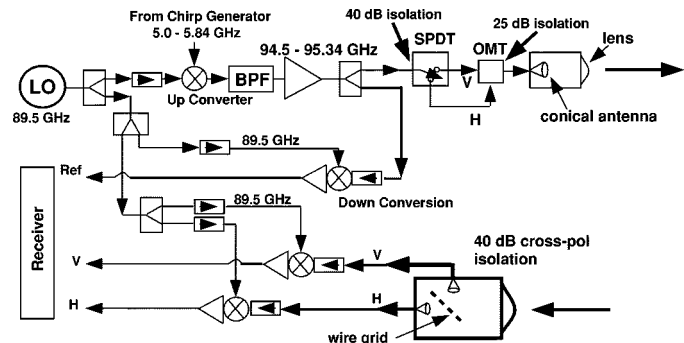 From Chirp Generator
5.0 - 5.84 GHz
40 dB isolation
SPDT
25 dB isolation
OMT
lens
94.5 - 95.34 GHz
LO
BPF
V
Up Converter
89.5 GHz
H
conical antenna
89.5 GHz
Ref
Down Conversion
89.5 GHz
Receiver
V
V
40 dB cross-pol
isolation
H
H
wire grid